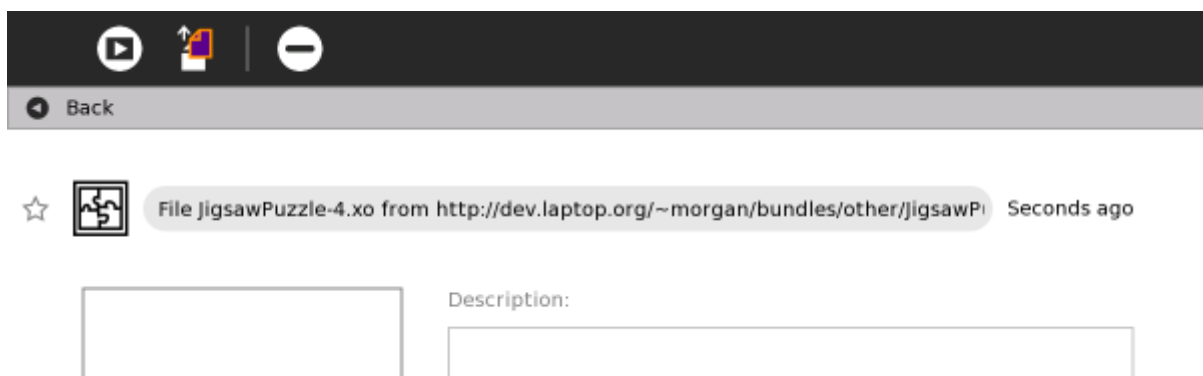 Back
File JigsawPuzzle-4.xo from http://dev.laptop.org/~morgan/bundles/other/JigsawP Seconds ago
Description: